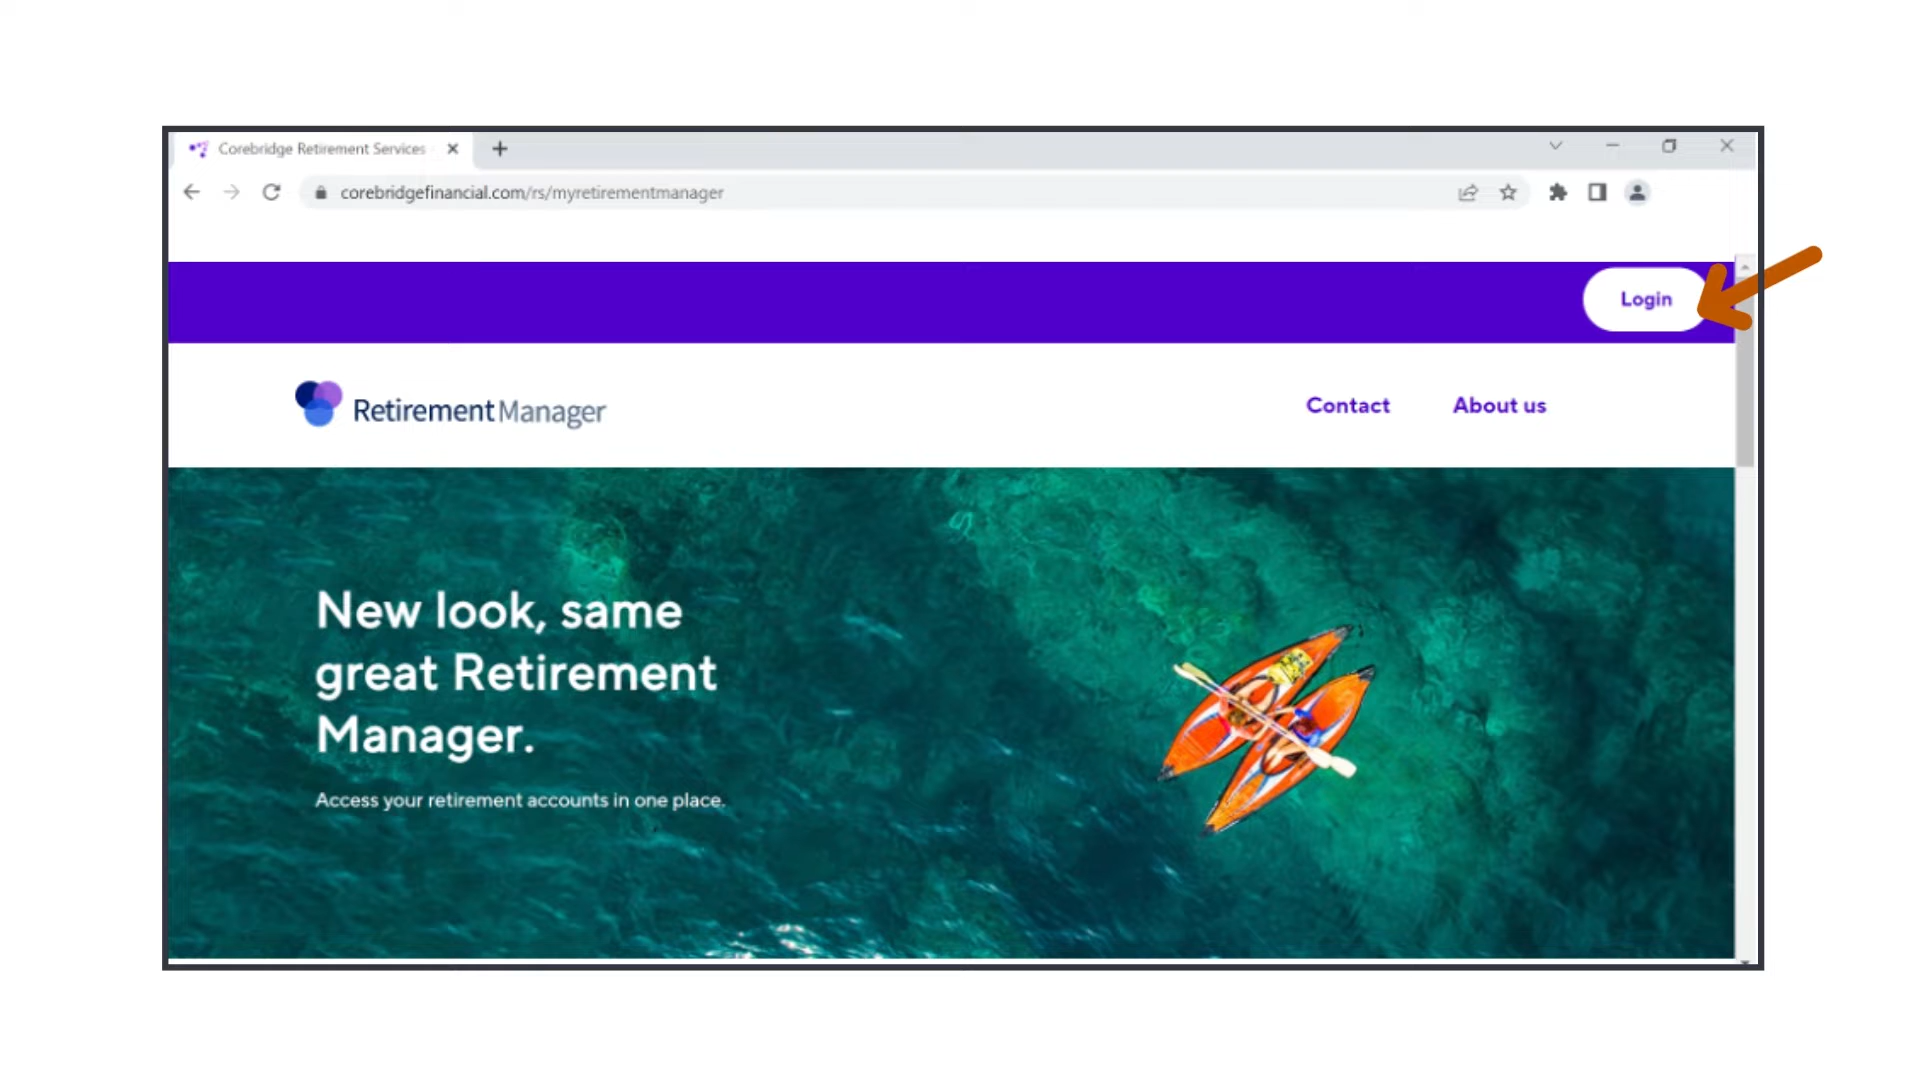 Corebridge Retirement Services
corebridgefinancial.com/rs/myretirementmanager
Login
Retirement Manager
Contact
About us
New look, same
great Retirement
Manager.
Access your retirement accounts in one place.